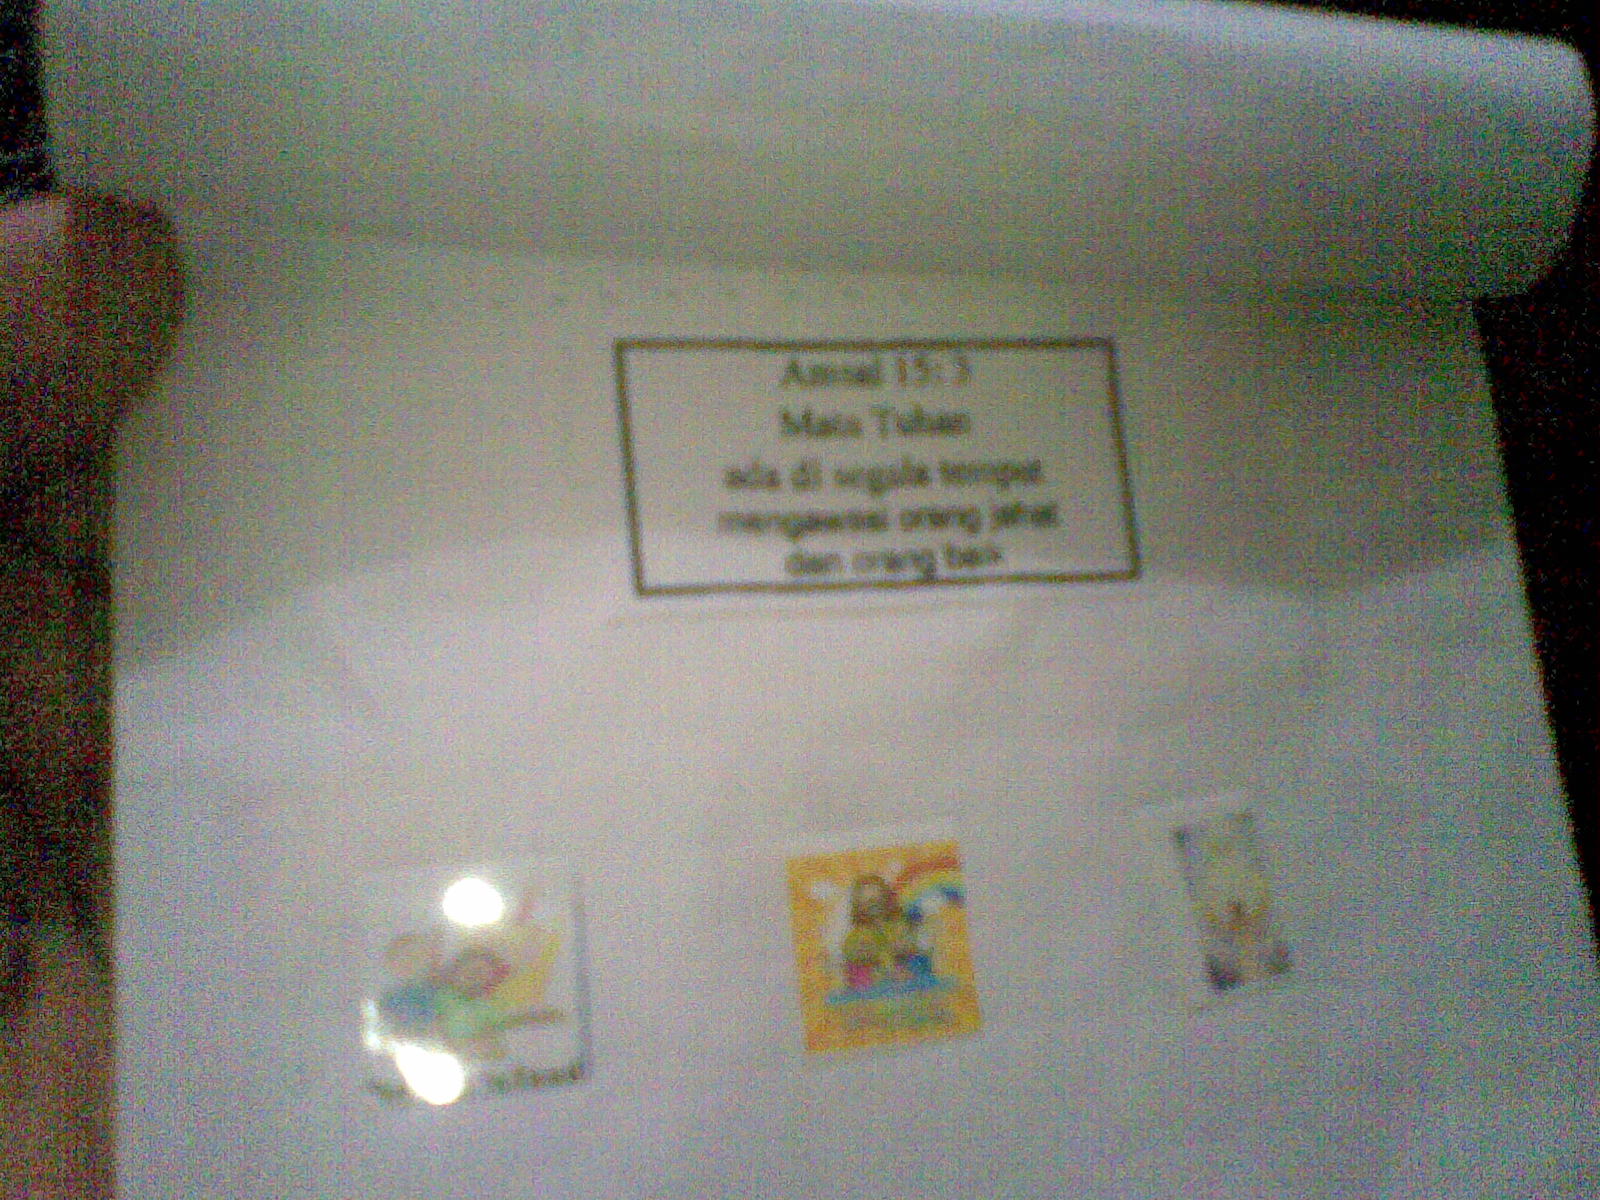 Amsal 15:3
Mata Tuhan
ada di segala tempat
mengawasi orang jahat
dan orang baik